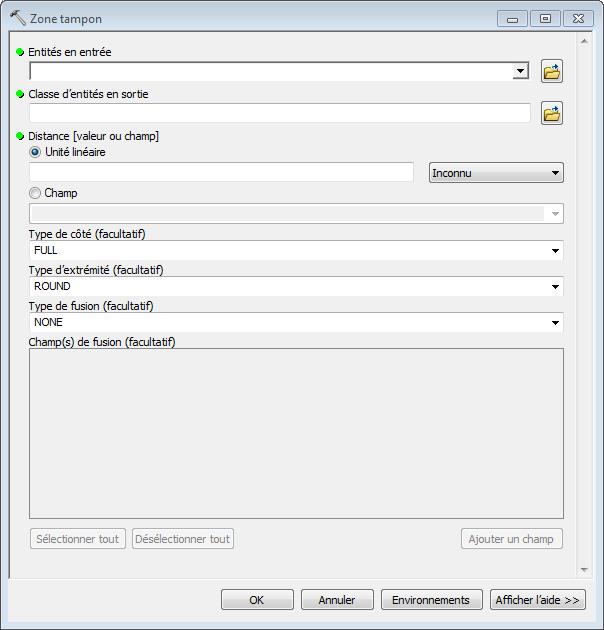 Zone tampon
Entités en entrée
Classe d'entités en sortie
Distance [valeur ou champ]
Unité linéaire
Inconnu
Champ
Type de côté (facultatif)
FULL
Type d'extrémité (facultatif)
ROUND
Type de fusion (facultatif)
NONE
Champ(s) de fusion (facultatif)
Sélectionner tout Désélectionner tout Ajouter un champ
OK Annuler Environnements Afficher l'aide >>